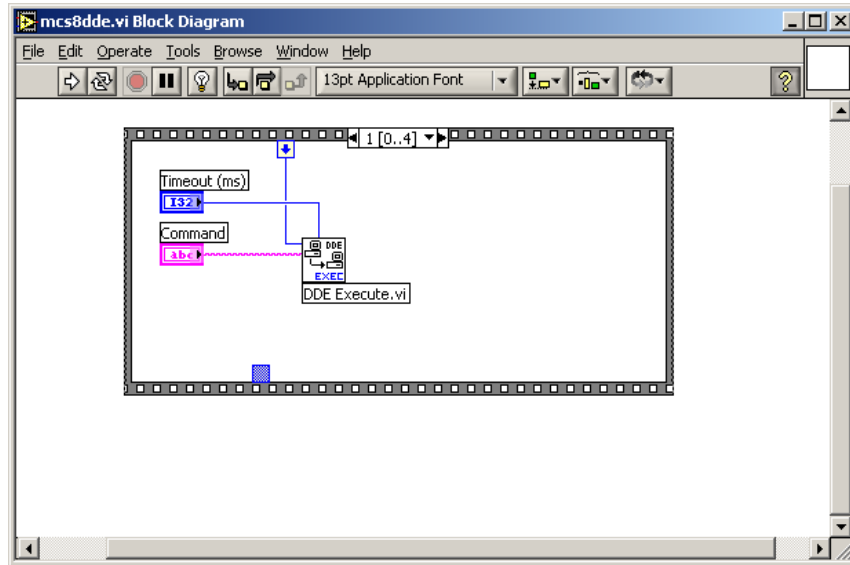 mcs8dde.vi Block Diagram
File Edit Operate Tools Browse Window Help
13pt Application Font
?
1 [0..4]
Timeout (ms)
I32
Command
abc
DDE
EXEC
DDE Execute.vi